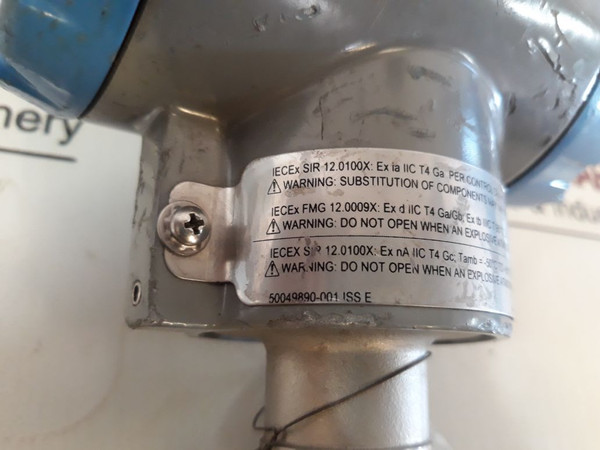 nery
IECEx SIR 12.0100X: Ex ia IIC T4 Ga PER CONTROL
WARNING: SUBSTITUTION OF COMPONENTS
IECEx FMG 12.0009X: Ex d IIC T4 Ga/Gb; Ex tb IIIC
WARNING: DO NOT OPEN WHEN AN EXPLOSIVE
IECEx SIR 12.0100X: Ex nA IIC T4 Gc; Tamb =
WARNING: DO NOT OPEN WHEN AN EXPLOSIVE
50049890-001 ISS E